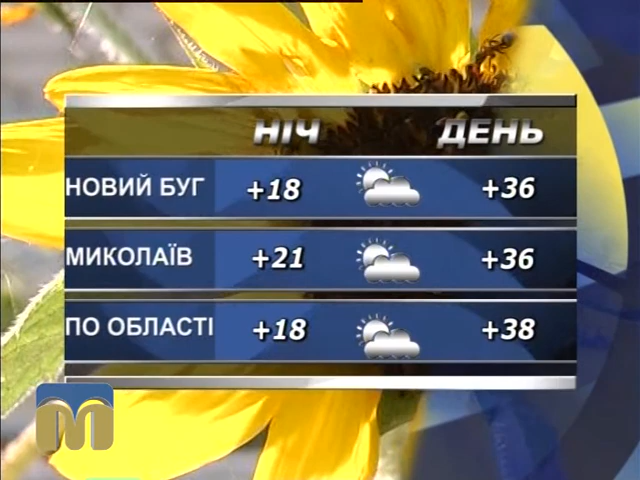 НІЧ ДЕНЬ
НОВИЙ БУГ +18 +36
МИКОЛАЇВ +21 +36
ПО ОБЛАСТІ +18 +38
М